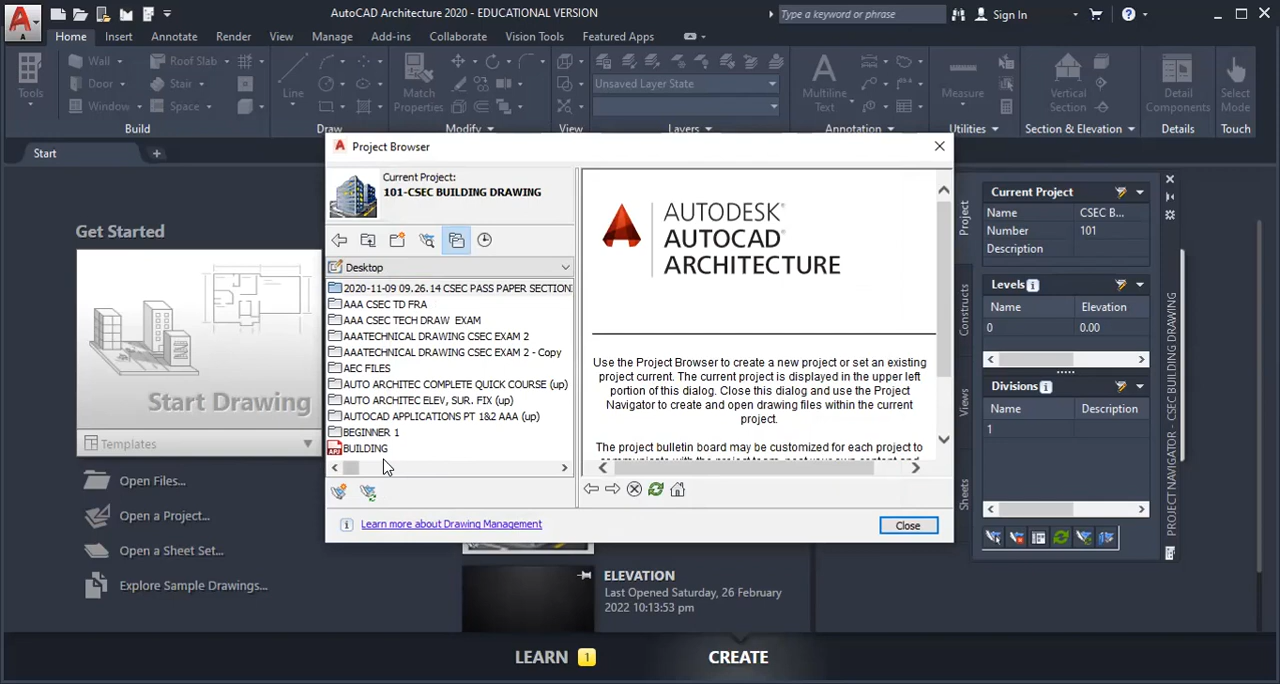 AutoCAD Architecture 2020 - EDUCATIONAL VERSION
Type a keyword or phrase
Sign In
A
Home Insert Annotate Render View Manage Add-ins Collaborate Vision Tools Featured Apps
Tools
Wall Roof Slab
Door Stair
Window Space
Build
Line
Draw
Match
Properties
Modify
View
Unsaved Layer State
Layers
Multiline
Text
Annotation
Measure
Utilities
Vertical
Section
Section & Elevation
Detail
Components
Details
Select
Mode
Touch
Start
Get Started
Start Drawing
Templates
Open Files...
Open a Project...
Open a Sheet Set...
Explore Sample Drawings...
Project Browser
Current Project:
101-CSEC BUILDING DRAWING
Desktop
2020-11-09 09.26.14 CSEC PASS PAPER SECTION
AAA CSEC TD FRA
AAA CSEC TECH DRAW EXAM
AAATECHNICAL DRAWING CSEC EXAM 2
AAATECHNICAL DRAWING CSEC EXAM 2 - Copy
AEC FILES
AUTO ARCHITEC COMPLETE QUICK COURSE (up)
AUTO ARCHITEC ELEV, SUR. FIX (up)
AUTOCAD APPLICATIONS PT 1&2 AAA (up)
BEGINNER 1
BUILDING
Learn more about Drawing Management
AUTODESK®
AUTOCAD®
ARCHITECTURE
Use the Project Browser to create a new project or set an existing
project current. The current project is displayed in the upper left
portion of this dialog. Close this dialog and use the Project
Navigator to create and open drawing files within the current
project.
The project bulletin board may be customized for each project to
Close
ELEVATION
Last Opened Saturday, 26 February
2022 10:13:53 pm
Project
Constructs
Views
Sheets
Current Project
Name CSEC B...
Number 101
Description
Levels
Name Elevation
0 0.00
Divisions
Name Description
1
PROJECT NAVIGATOR - CSEC BUILDING DRAWING
LEARN 1
CREATE